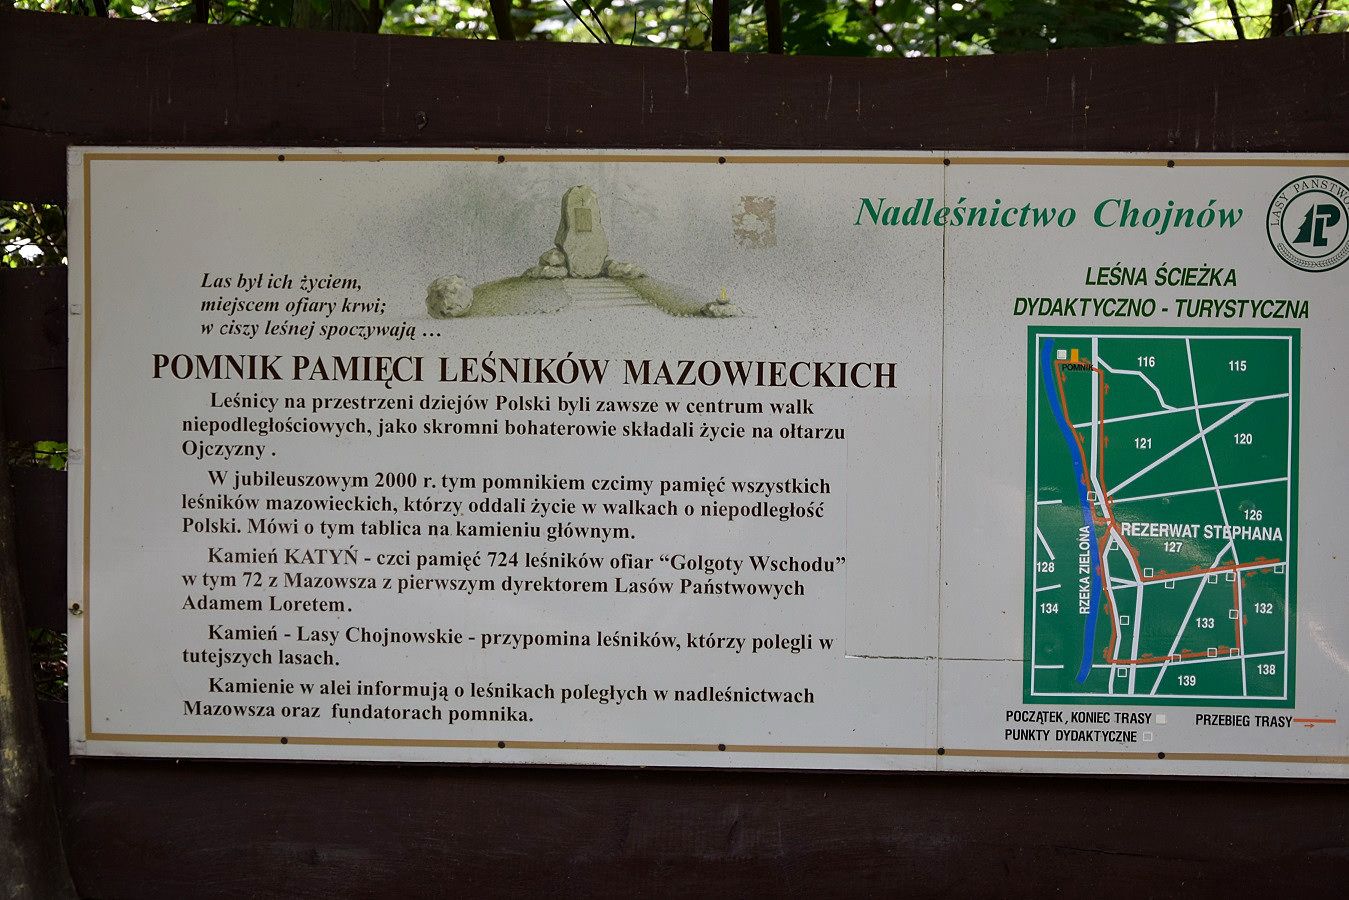 Las był ich życiem,
miejscem ofiary krwi;
w ciszy leśnej spoczywają ...
POMNIK PAMIĘCI LEŚNIKÓW MAZOWIECKICH
Leśnicy na przestrzeni dziejów Polski byli zawsze w centrum walk
niepodległościowych, jako skromni bohaterowie składali życie na ołtarzu
Ojczyzny .
W jubileuszowym 2000 r. tym pomnikiem czcimy pamięć wszystkich
leśników mazowieckich, którzy oddali życie w walkach o niepodległość
Polski. Mówi o tym tablica na kamieniu głównym.
Kamień KATYŃ - czci pamięć 724 leśników ofiar “Golgoty Wschodu”
w tym 72 z Mazowsza z pierwszym dyrektorem Lasów Państwowych
Adamem Loretem.
Kamień - Lasy Chojnowskie - przypomina leśników, którzy polegli w
tutejszych lasach.
Kamienie w alei informują o leśnikach poległych w nadleśnictwach
Mazowsza oraz fundatorach pomnika.
Nadleśnictwo Chojnów
LASY PAŃSTWO
LEŚNA ŚCIEŻKA
DYDAKTYCZNO - TURYSTYCZNA
POMNIK
116
115
121
120
126
REZERWAT STEPHANA
127
RZEKA ZIELONA
128
134
133
132
139
138
POCZĄTEK, KONIEC TRASY
PRZEBIEG TRASY
PUNKTY DYDAKTYCZNE